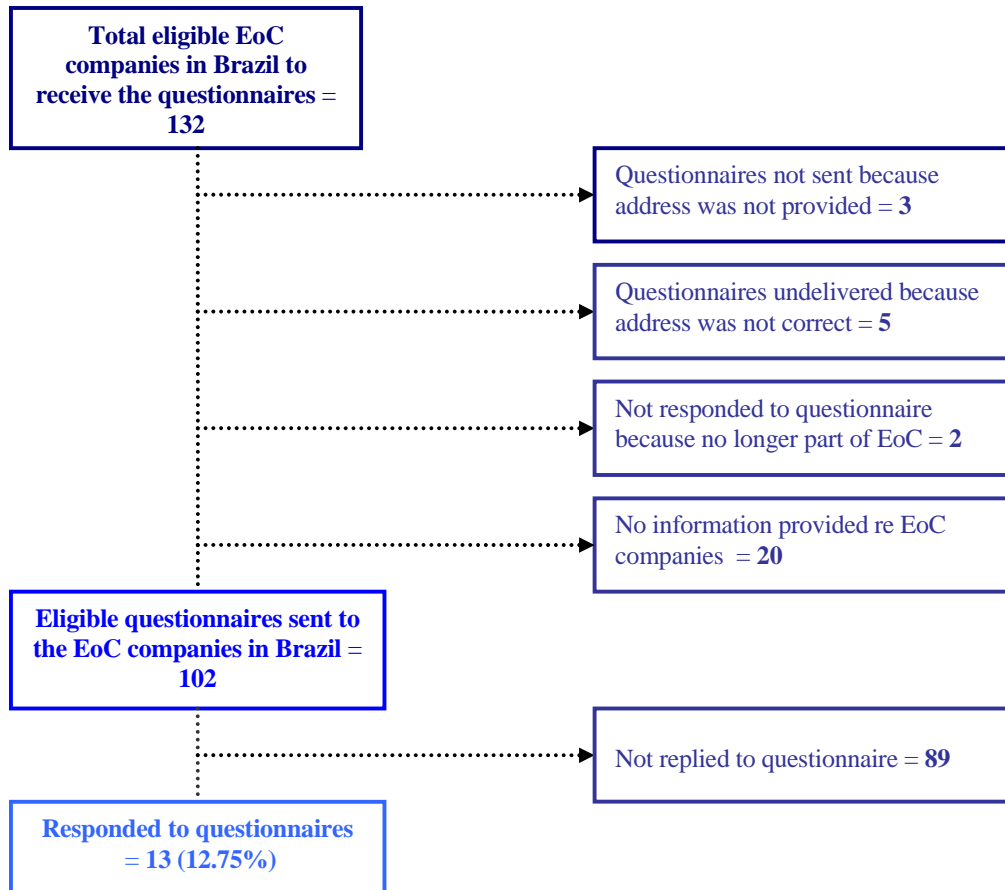 Total eligible EoC
companies in Brazil to
receive the questionnaires =
132
Questionnaires not sent because
address was not provided = 3
Questionnaires undelivered because
address was not correct = 5
Not responded to questionnaire
because no longer part of EoC = 2
No information provided re EoC
companies = 20
Eligible questionnaires sent to
the EoC companies in Brazil =
102
Not replied to questionnaire = 89
Responded to questionnaires
= 13 (12.75%)